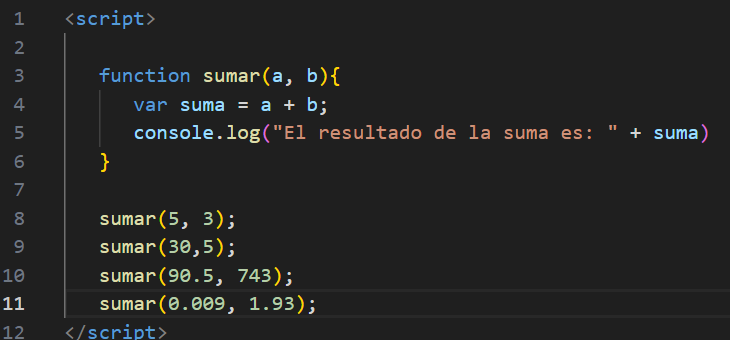 1 <script>
2
3 function sumar(a, b){
4 var suma = a + b;
5 console.log("El resultado de la suma es: " + suma)
6 }
7
8 sumar(5, 3);
9 sumar(30,5);
10 sumar(90.5, 743);
11 sumar(0.009, 1.93);
12 </script>